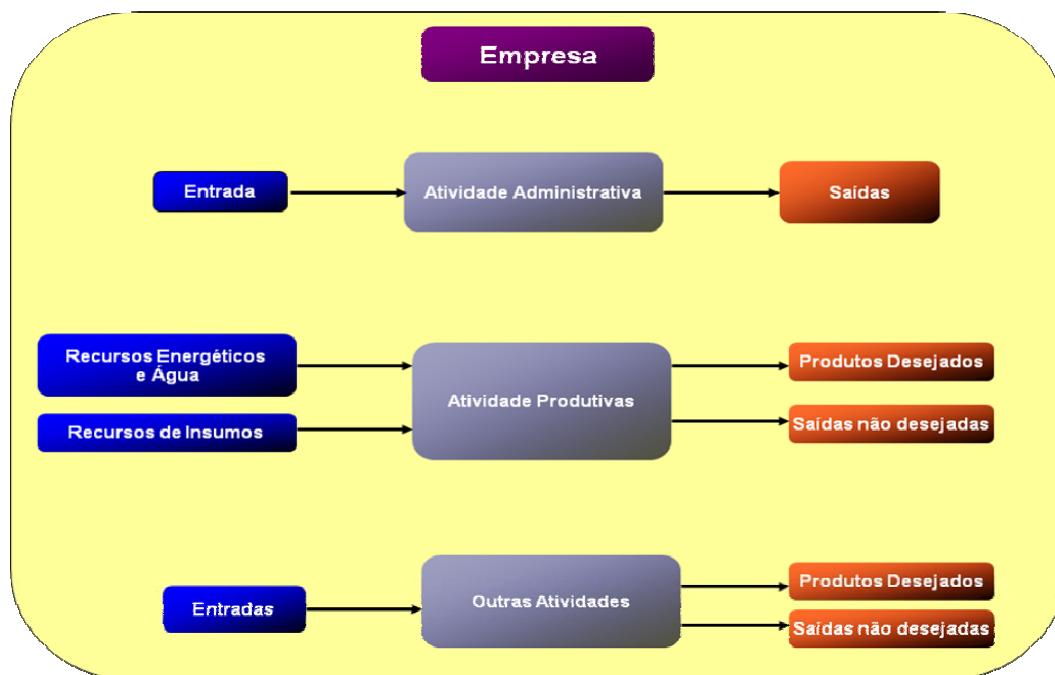 Empresa
Entrada
Atividade Administrativa
Saídas
Recursos Energéticos
e Água
Recursos de Insumos
Atividade Produtivas
Produtos Desejados
Saídas não desejadas
Entradas
Outras Atividades
Produtos Desejados
Saídas não desejadas